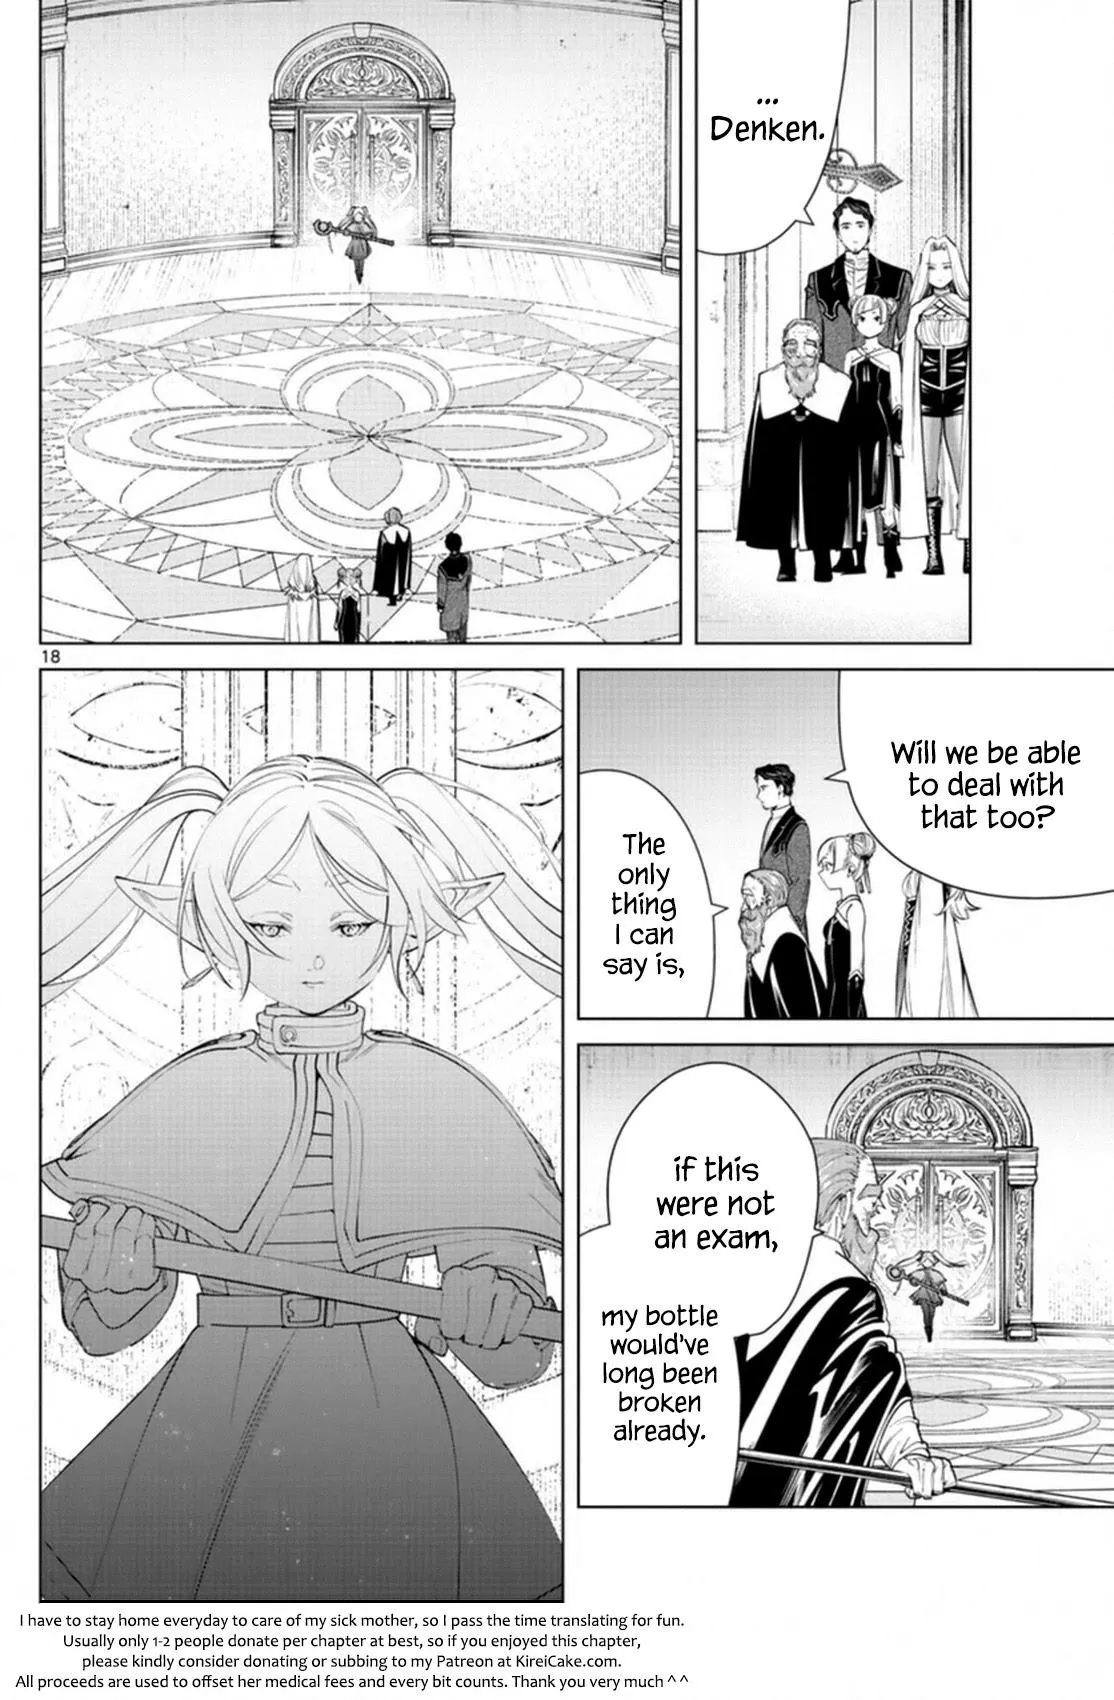 ...
Denken.
Will we be able
to deal with
that too?
The
only
thing
I can
say is,
if this
were not
an exam,
my bottle
would've
long been
broken
already.
18
I have to stay home everyday to care of my sick mother, so I pass the time translating for fun.
Usually only 1-2 people donate per chapter at best, so if you enjoyed this chapter,
please kindly consider donating or subbing to my Patreon at KireiCake.com.
All proceeds are used to offset her medical fees and every bit counts. Thank you very much ^ ^